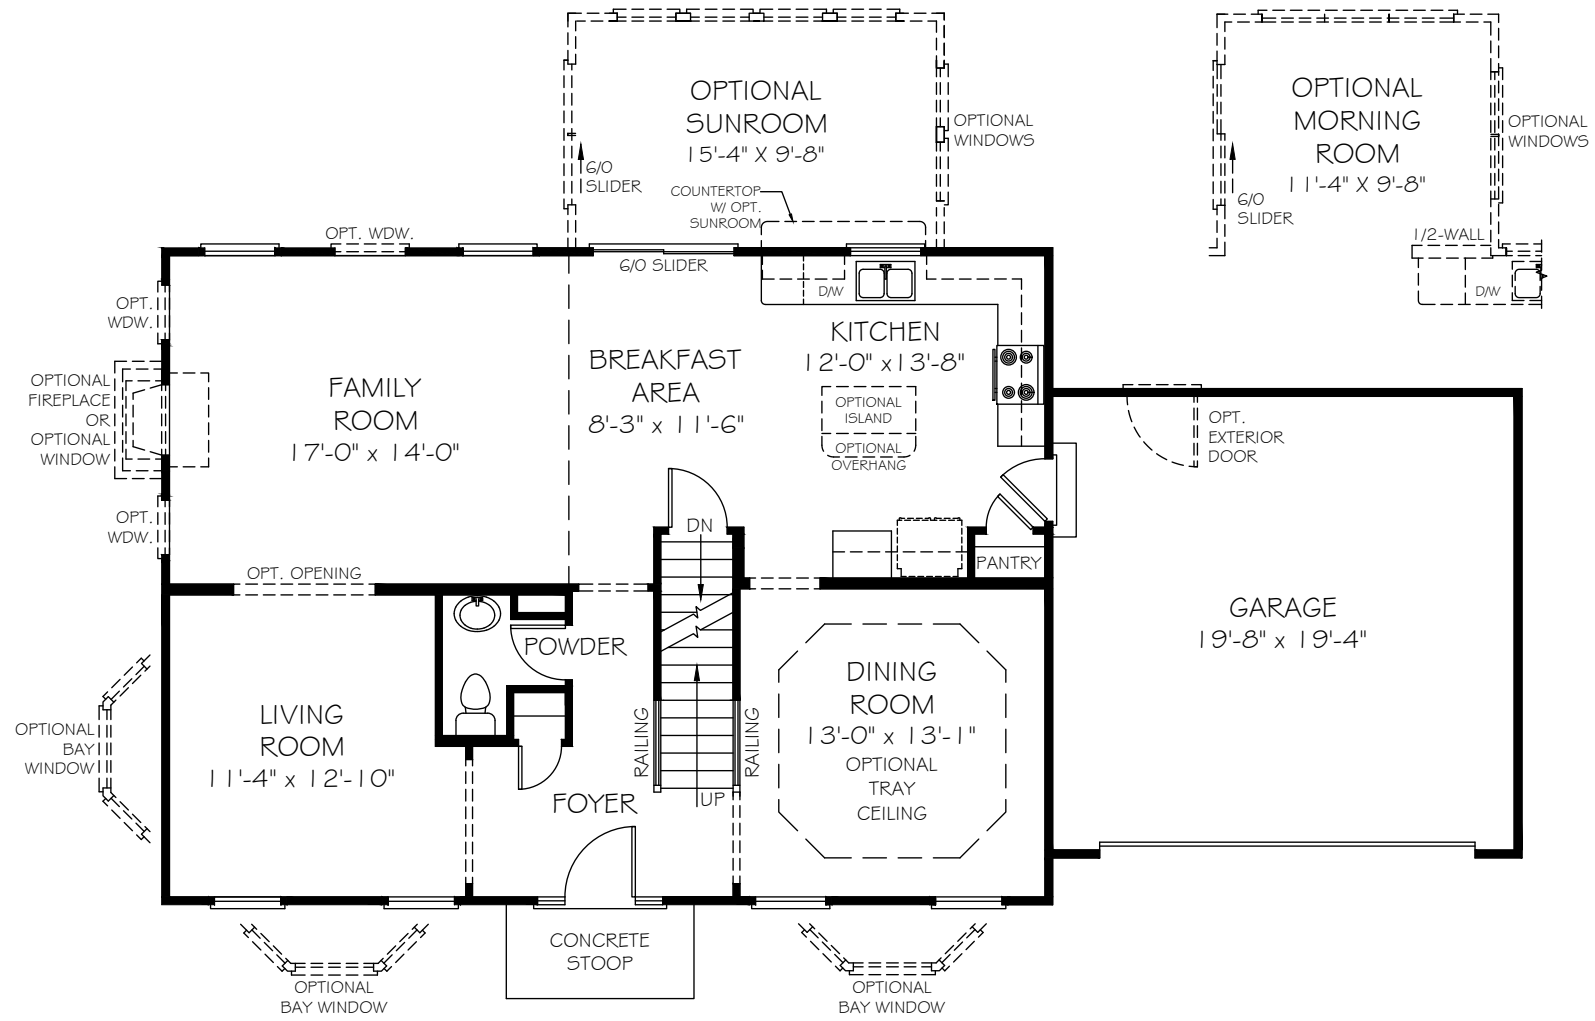 OPTIONAL
SUNROOM
15'-4" X 9'-8"
OPTIONAL
WINDOWS
6/0
SLIDER
COUNTERTOP
W/ OPT.
SUNROOM
OPTIONAL
MORNING
ROOM
11'-4" X 9'-8"
OPTIONAL
WINDOWS
6/0
SLIDER
1/2-WALL
D/W
OPT. WDW.
6/0 SLIDER
D/W
OPT.
WDW.
OPTIONAL
FIREPLACE
OR
OPTIONAL
WINDOW
OPT.
WDW.
FAMILY
ROOM
17'-0" x 14'-0"
BREAKFAST
AREA
8'-3" x 11'-6"
KITCHEN
12'-0" x13'-8"
OPTIONAL
ISLAND
OPTIONAL
OVERHANG
OPT.
EXTERIOR
DOOR
DN
PANTRY
OPT. OPENING
POWDER
GARAGE
19'-8" x 19'-4"
OPTIONAL
BAY
WINDOW
LIVING
ROOM
11'-4" x 12'-10"
RAILING
RAILING
DINING
ROOM
13'-0" x 13'-1"
OPTIONAL
TRAY
CEILING
FOYER
UP
CONCRETE
STOOP
OPTIONAL
BAY WINDOW
OPTIONAL
BAY WINDOW